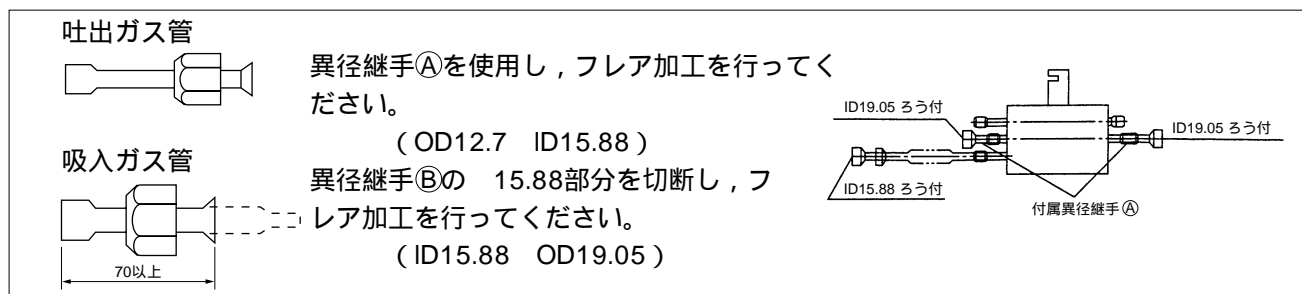 吐出ガス管
異径継手Ⓐを使用し，フレア加工を行ってく
ださい。
（OD12.7　ID15.88）
吸入ガス管
異径継手Ⓑの　15.88部分を切断し，フ
レア加工を行ってください。
（ID15.88　OD19.05）
70以上
ID19.05 ろう付
ID19.05 ろう付
ID15.88 ろう付
付属異径継手Ⓐ